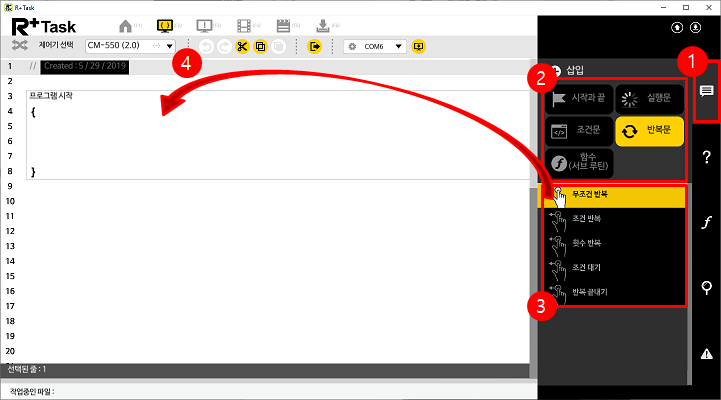 R+ Task
R+Task
{F1}
{ }
{F2}
!
{F5}
{F6}
{F8}
제어기 선택
CM-550 (2.0)
COM6
1
// Created : 5 / 29 / 2019
2
3
프로그램 시작
4
{
5
6
7
8
}
9
10
11
12
13
14
15
16
17
18
19
20
선택된 줄 : 1
작업중인 파일 :
4
1
2
삽입
시작과 끝
실행문
조건문
반복문
함수
(서브 루틴)
무조건 반복
조건 반복
횟수 반복
조건 대기
반복 끝내기
3
?
f